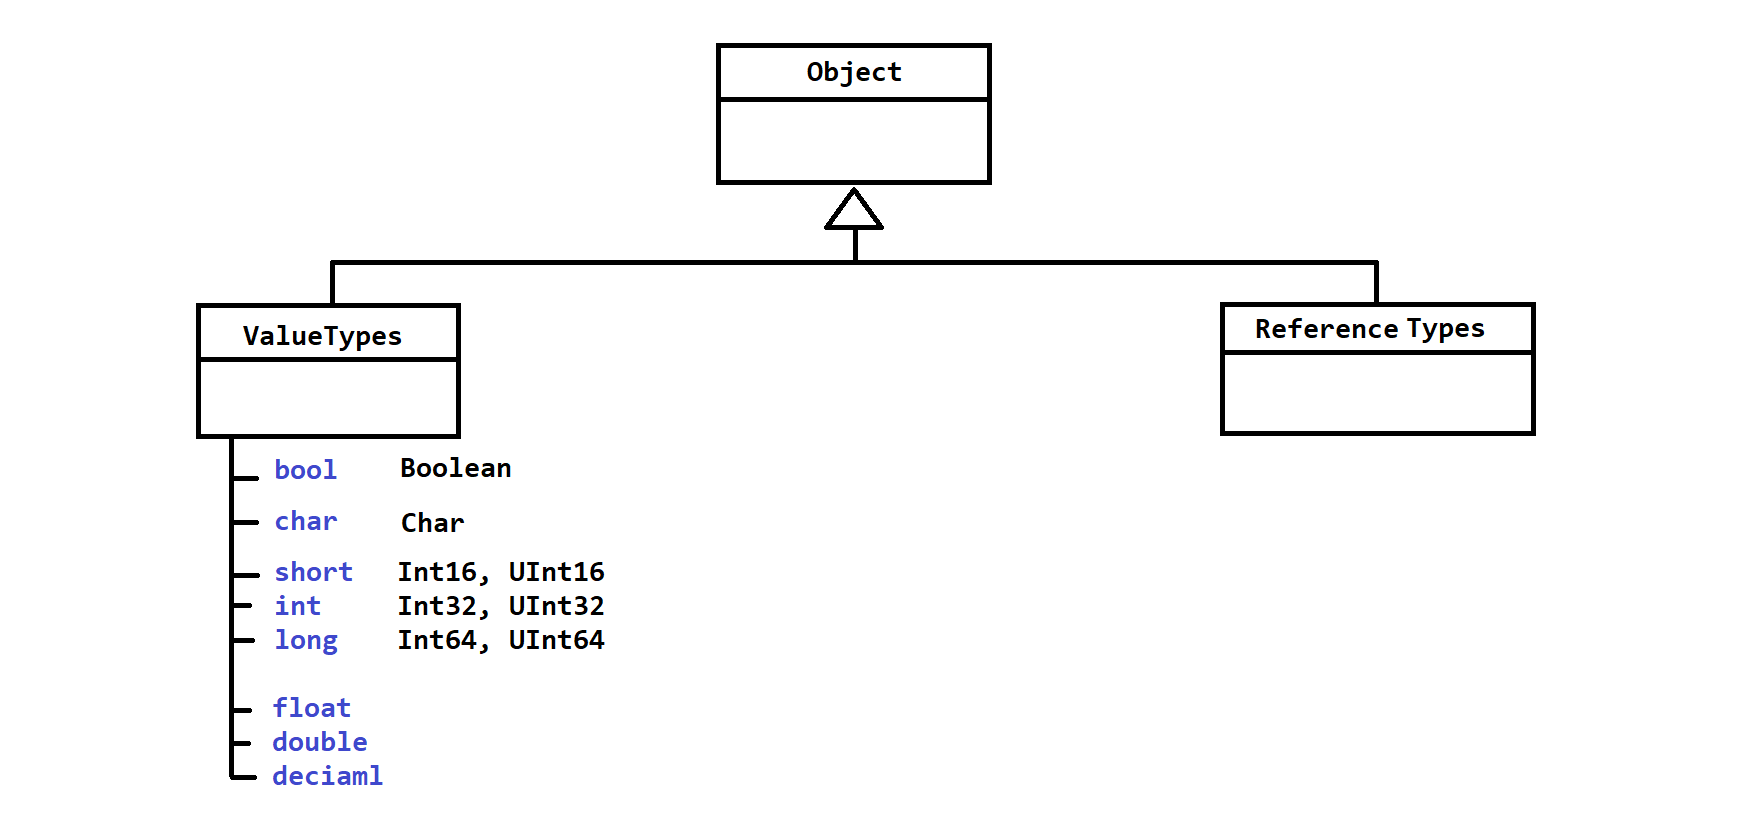 Object
ValueTypes
Reference Types
bool Boolean
char Char
short Int16, UInt16
int Int32, UInt32
long Int64, UInt64
float
double
deciaml